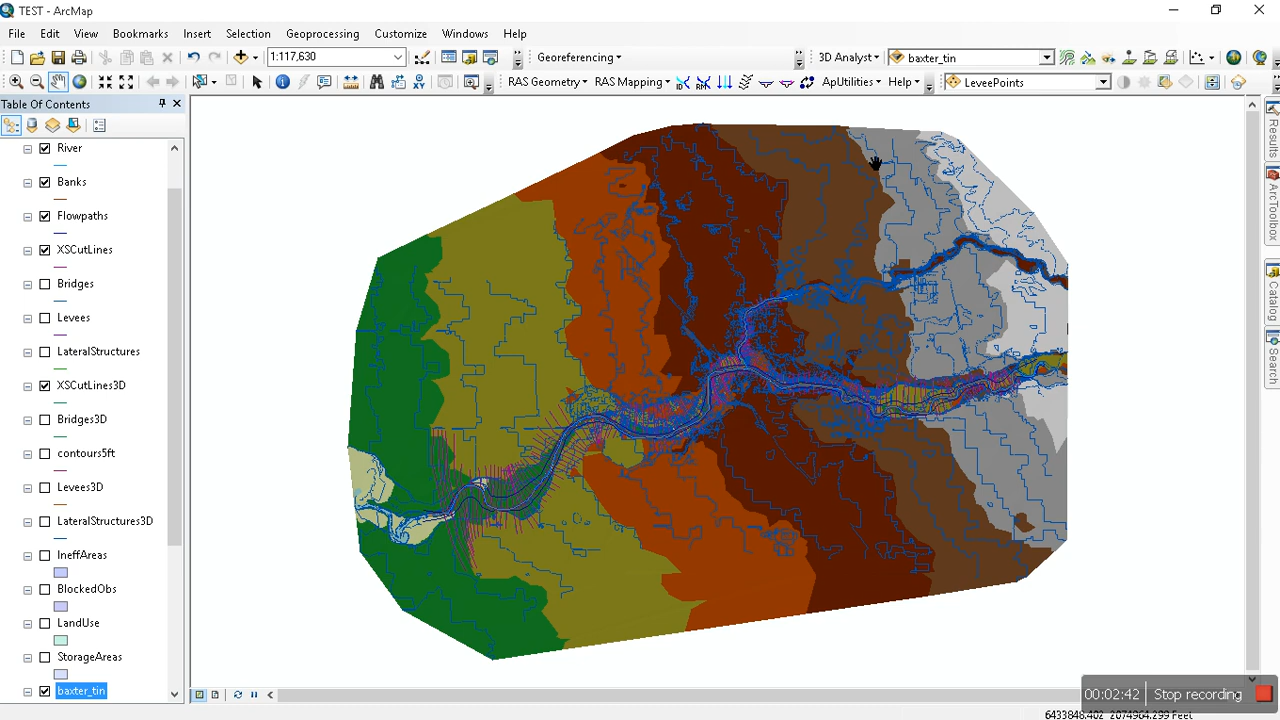 TEST - ArcMap
File Edit View Bookmarks Insert Selection Geoprocessing Customize Windows Help
1:117,630 Georeferencing 3D Analyst baxter_tin
RAS Geometry RAS Mapping ID RM XY ApUtilities Help LeveePoints
Table Of Contents
River
Banks
Flowpaths
XSCutLines
Bridges
Levees
LateralStructures
XSCutLines3D
Bridges3D
contours5ft
Levees3D
LateralStructures3D
IneffAreas
BlockedObs
LandUse
StorageAreas
baxter_tin
Results
ArcToolbox
Catalog
Search
00:02:42 Stop recording
6433848.402 2074964.299 Feet